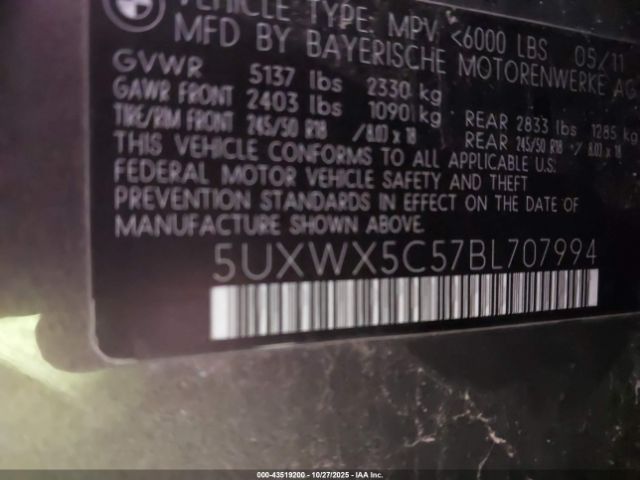 VEHICLE TYPE: MPV <6000 LBS 05/11
MFD BY BAYERISCHE MOTORENWERKE AG
GVWR 5137 lbs 2330 kg
GAWR FRONT 2403 lbs 1090 kg REAR 2833 lbs 1285 kg
TIRE/RIM FRONT 245/50 R18 / 8.0J x 18 REAR 245/50 R18 / 8.0J x 18
THIS VEHICLE CONFORMS TO ALL APPLICABLE U.S.
FEDERAL MOTOR VEHICLE SAFETY AND THEFT
PREVENTION STANDARDS IN EFFECT ON THE DATE OF
MANUFACTURE SHOWN ABOVE.
5UXWX5C57BL707994
000-43519200 - 10/27/2025 - IAA Inc.